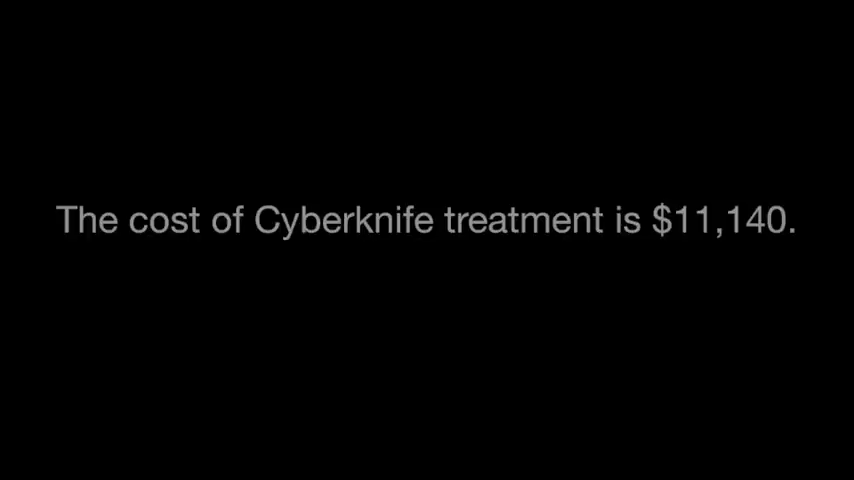 The cost of Cyberknife treatment is $11,140.